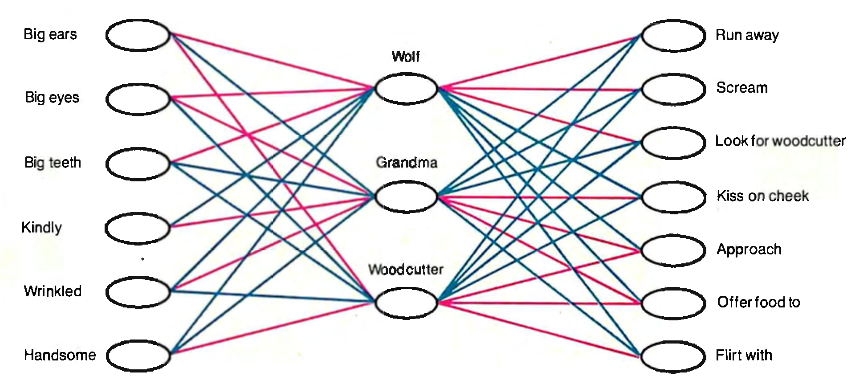 Big ears
Big eyes
Big teeth
Kindly
Wrinkled
Handsome
Wolf
Grandma
Woodcutter
Run away
Scream
Look for woodcutter
Kiss on cheek
Approach
Offer food to
Flirt with